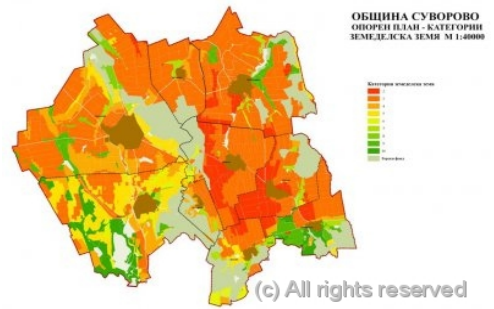 ОБЩИНА СУВОРОВО
ОПОРЕН ПЛАН - КАТЕГОРИИ
ЗЕМЕДЕЛСКА ЗЕМЯ М 1:40000
Категории земеделска земя
(c) All rights reserved